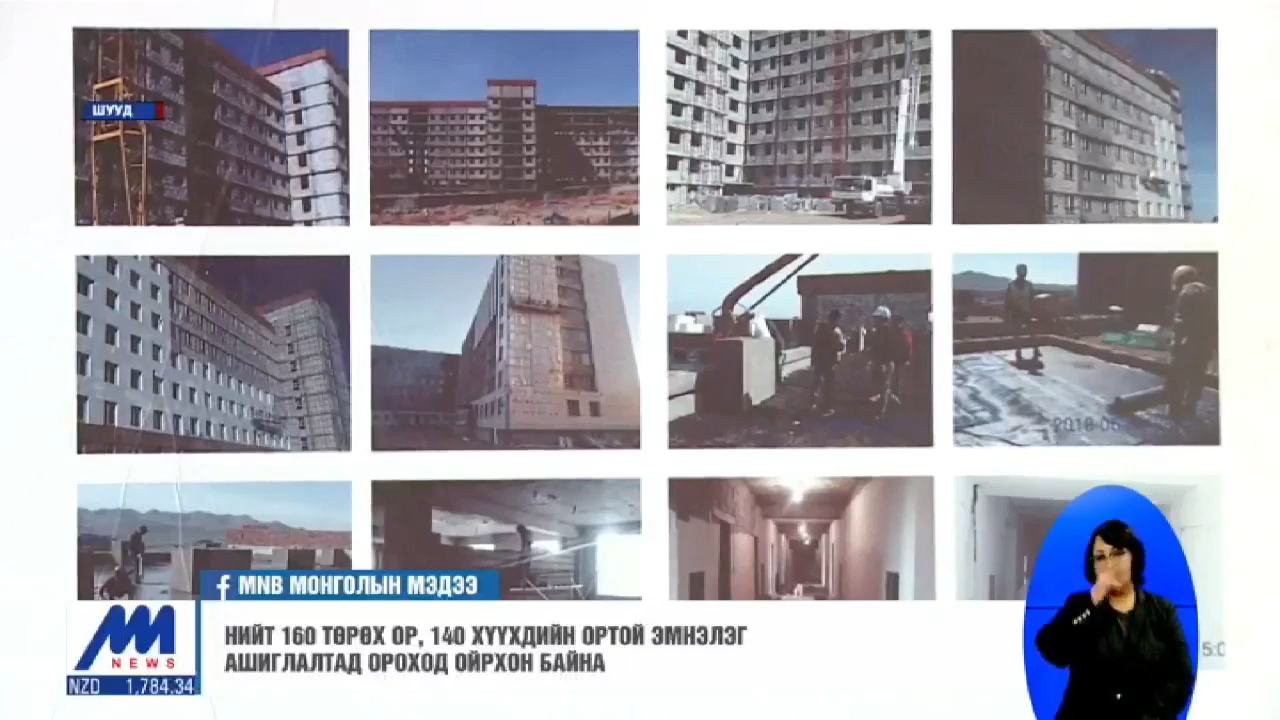 ШУУД
2018-06
MNB МОНГОЛЫН МЭДЭЭ
НИЙТ 160 ТӨРӨХ ОР, 140 ХҮҮХДИЙН ОРТОЙ ЭМНЭЛЭГ
АШИГЛАЛТАД ОРОХОД ОЙРХОН БАЙНА
NEWS
NZD 1,784.34